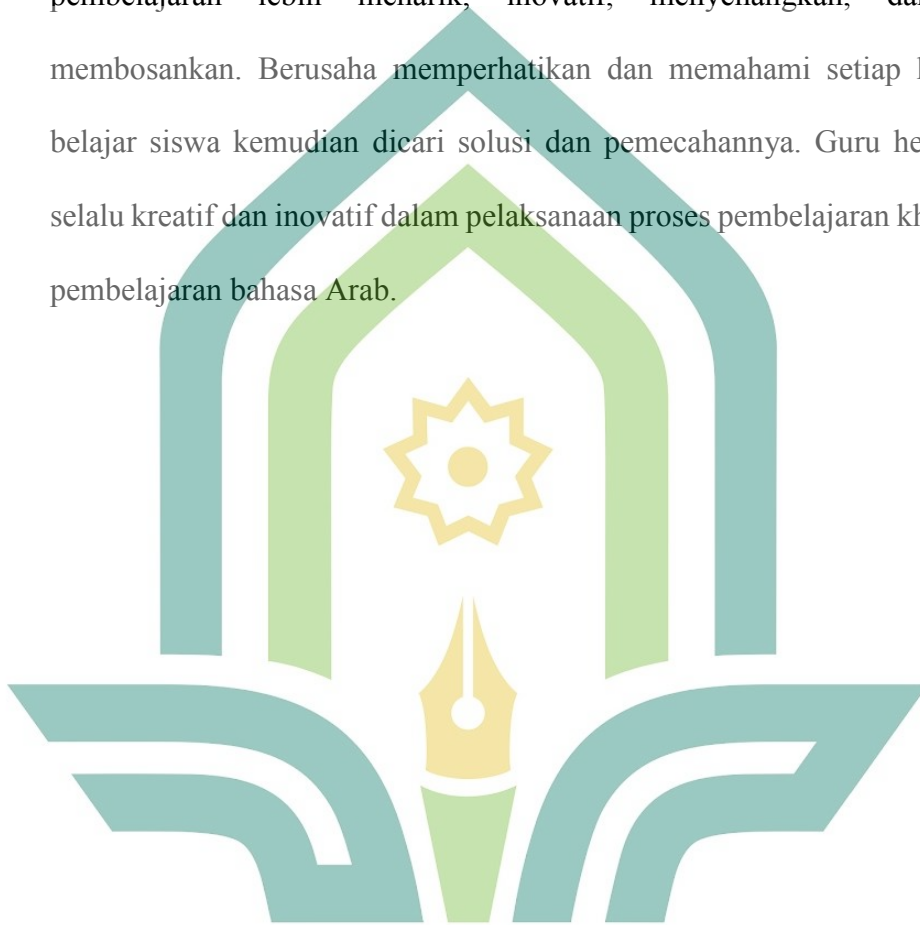 pembelajaran lebih menarik, inovatif, menyenangkan,
membosankan. Berusaha memperhatikan dan memahami setiap
belajar siswa kemudian dicari solusi dan pemecahannya. Guru
selalu kreatif dan inovatif dalam pelaksanaan proses pembelajaran
pembelajaran bahasa Arab.